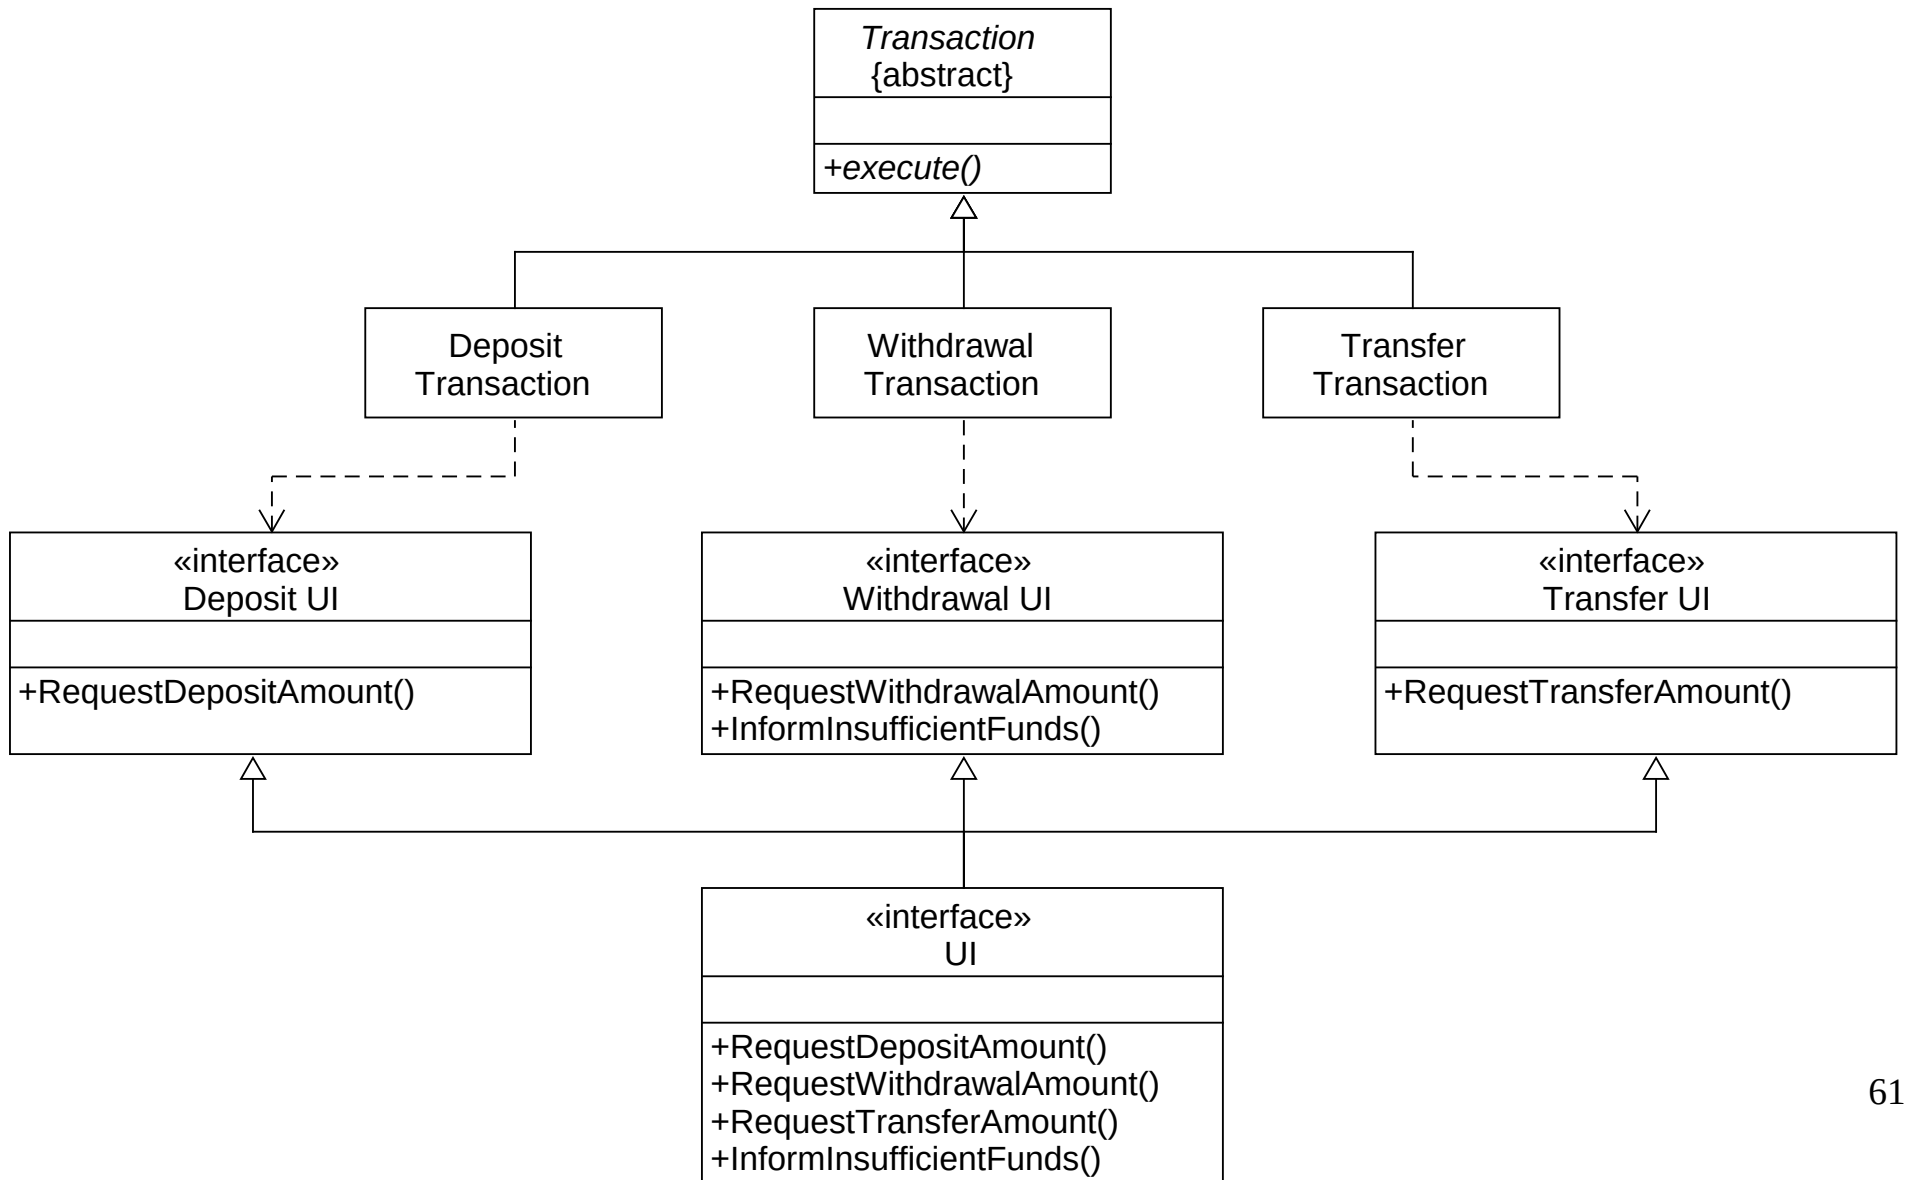 Transaction
{abstract}
+execute()
Deposit
Transaction
Withdrawal
Transaction
Transfer
Transaction
«interface»
Deposit UI
+RequestDepositAmount()
«interface»
Withdrawal UI
+RequestWithdrawalAmount()
+InformInsufficientFunds()
«interface»
Transfer UI
+RequestTransferAmount()
«interface»
UI
+RequestDepositAmount()
+RequestWithdrawalAmount()
+RequestTransferAmount()
+InformInsufficientFunds()
61